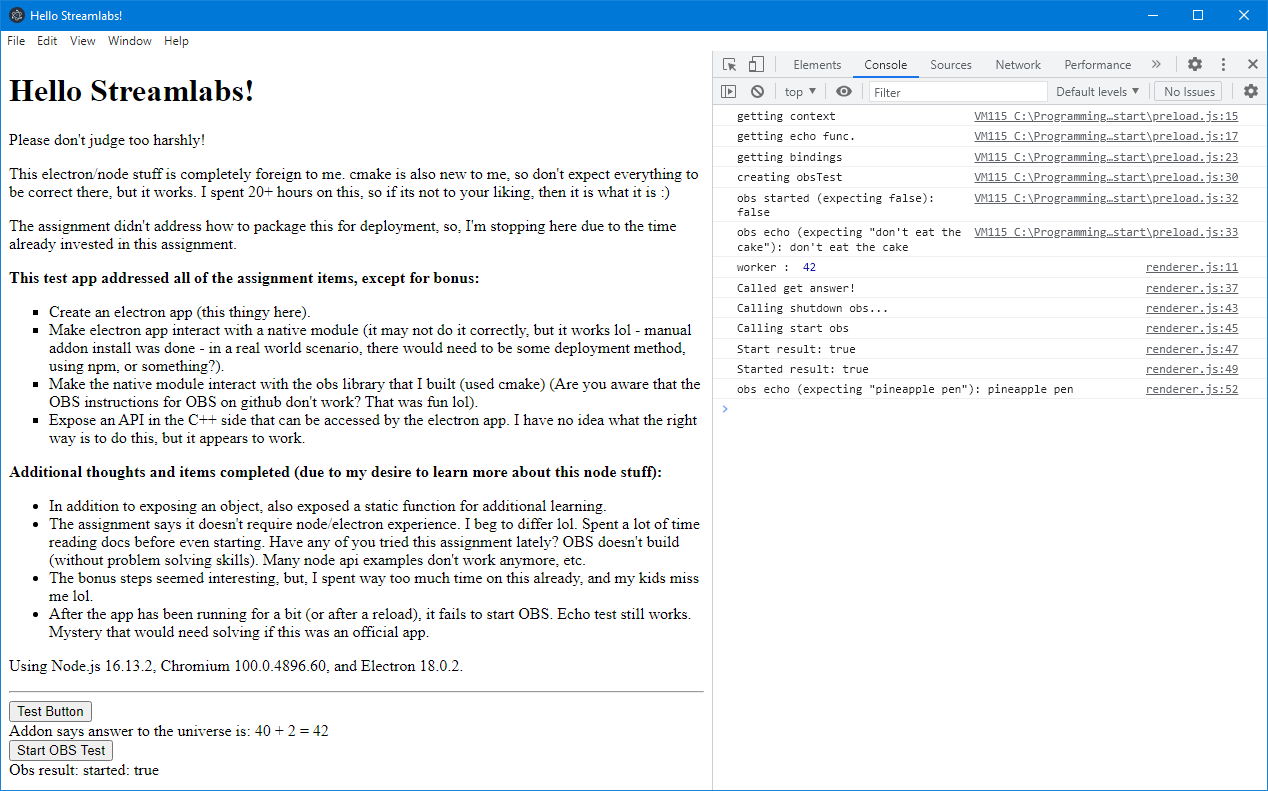 Hello Streamlabs!
File Edit View Window Help
Hello Streamlabs!
Please don't judge too harshly!
This electron/node stuff is completely foreign to me. cmake is also new to me, so don't expect everything to
be correct there, but it works. I spent 20+ hours on this, so if its not to your liking, then it is what it is :)
The assignment didn't address how to package this for deployment, so, I'm stopping here due to the time
already invested in this assignment.
This test app addressed all of the assignment items, except for bonus:
Create an electron app (this thingy here).
Make electron app interact with a native module (it may not do it correctly, but it works lol - manual
addon install was done - in a real world scenario, there would need to be some deployment method,
using npm, or something?).
Make the native module interact with the obs library that I built (used cmake) (Are you aware that the
OBS instructions for OBS on github don't work? That was fun lol).
Expose an API in the C++ side that can be accessed by the electron app. I have no idea what the right
way is to do this, but it appears to work.
Additional thoughts and items completed (due to my desire to learn more about this node stuff):
In addition to exposing an object, also exposed a static function for additional learning.
The assignment says it doesn't require node/electron experience. I beg to differ lol. Spent a lot of time
reading docs before even starting. Have any of you tried this assignment lately? OBS doesn't build
(without problem solving skills). Many node api examples don't work anymore, etc.
The bonus steps seemed interesting, but, I spent way too much time on this already, and my kids miss
me lol.
After the app has been running for a bit (or after a reload), it fails to start OBS. Echo test still works.
Mystery that would need solving if this was an official app.
Using Node.js 16.13.2, Chromium 100.0.4896.60, and Electron 18.0.2.
Test Button
Addon says answer to the universe is: 40 + 2 = 42
Start OBS Test
Obs result: started: true
Elements Console Sources Network Performance »
top ▼ Filter Default levels ▼ No Issues
getting context VM115 C:\Programming…start\preload.js:15
getting echo func. VM115 C:\Programming…start\preload.js:17
getting bindings VM115 C:\Programming…start\preload.js:23
creating obsTest VM115 C:\Programming…start\preload.js:30
obs started (expecting false): VM115 C:\Programming…start\preload.js:32
false
obs echo (expecting "don't eat the VM115 C:\Programming…start\preload.js:33
cake"): don't eat the cake
worker : 42 renderer.js:11
Called get answer! renderer.js:37
Calling shutdown obs... renderer.js:43
Calling start obs renderer.js:45
Start result: true renderer.js:47
Started result: true renderer.js:49
obs echo (expecting "pineapple pen"): pineapple pen renderer.js:52